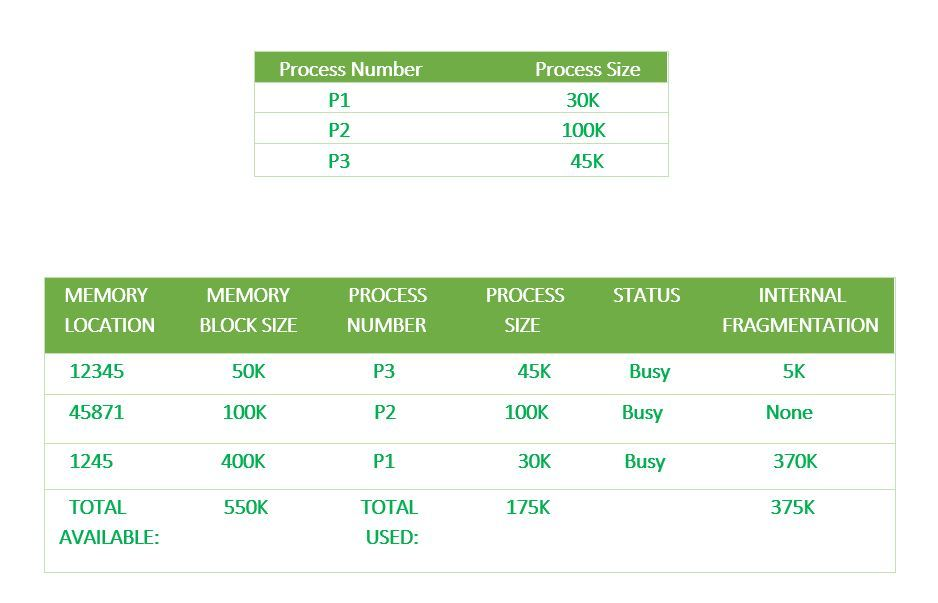 Process Number Process Size
P1 30K
P2 100K
P3 45K
MEMORY MEMORY PROCESS PROCESS STATUS INTERNAL
LOCATION BLOCK SIZE NUMBER SIZE FRAGMENTATION
12345 50K P3 45K Busy 5K
45871 100K P2 100K Busy None
1245 400K P1 30K Busy 370K
TOTAL 550K TOTAL 175K 375K
AVAILABLE: USED: